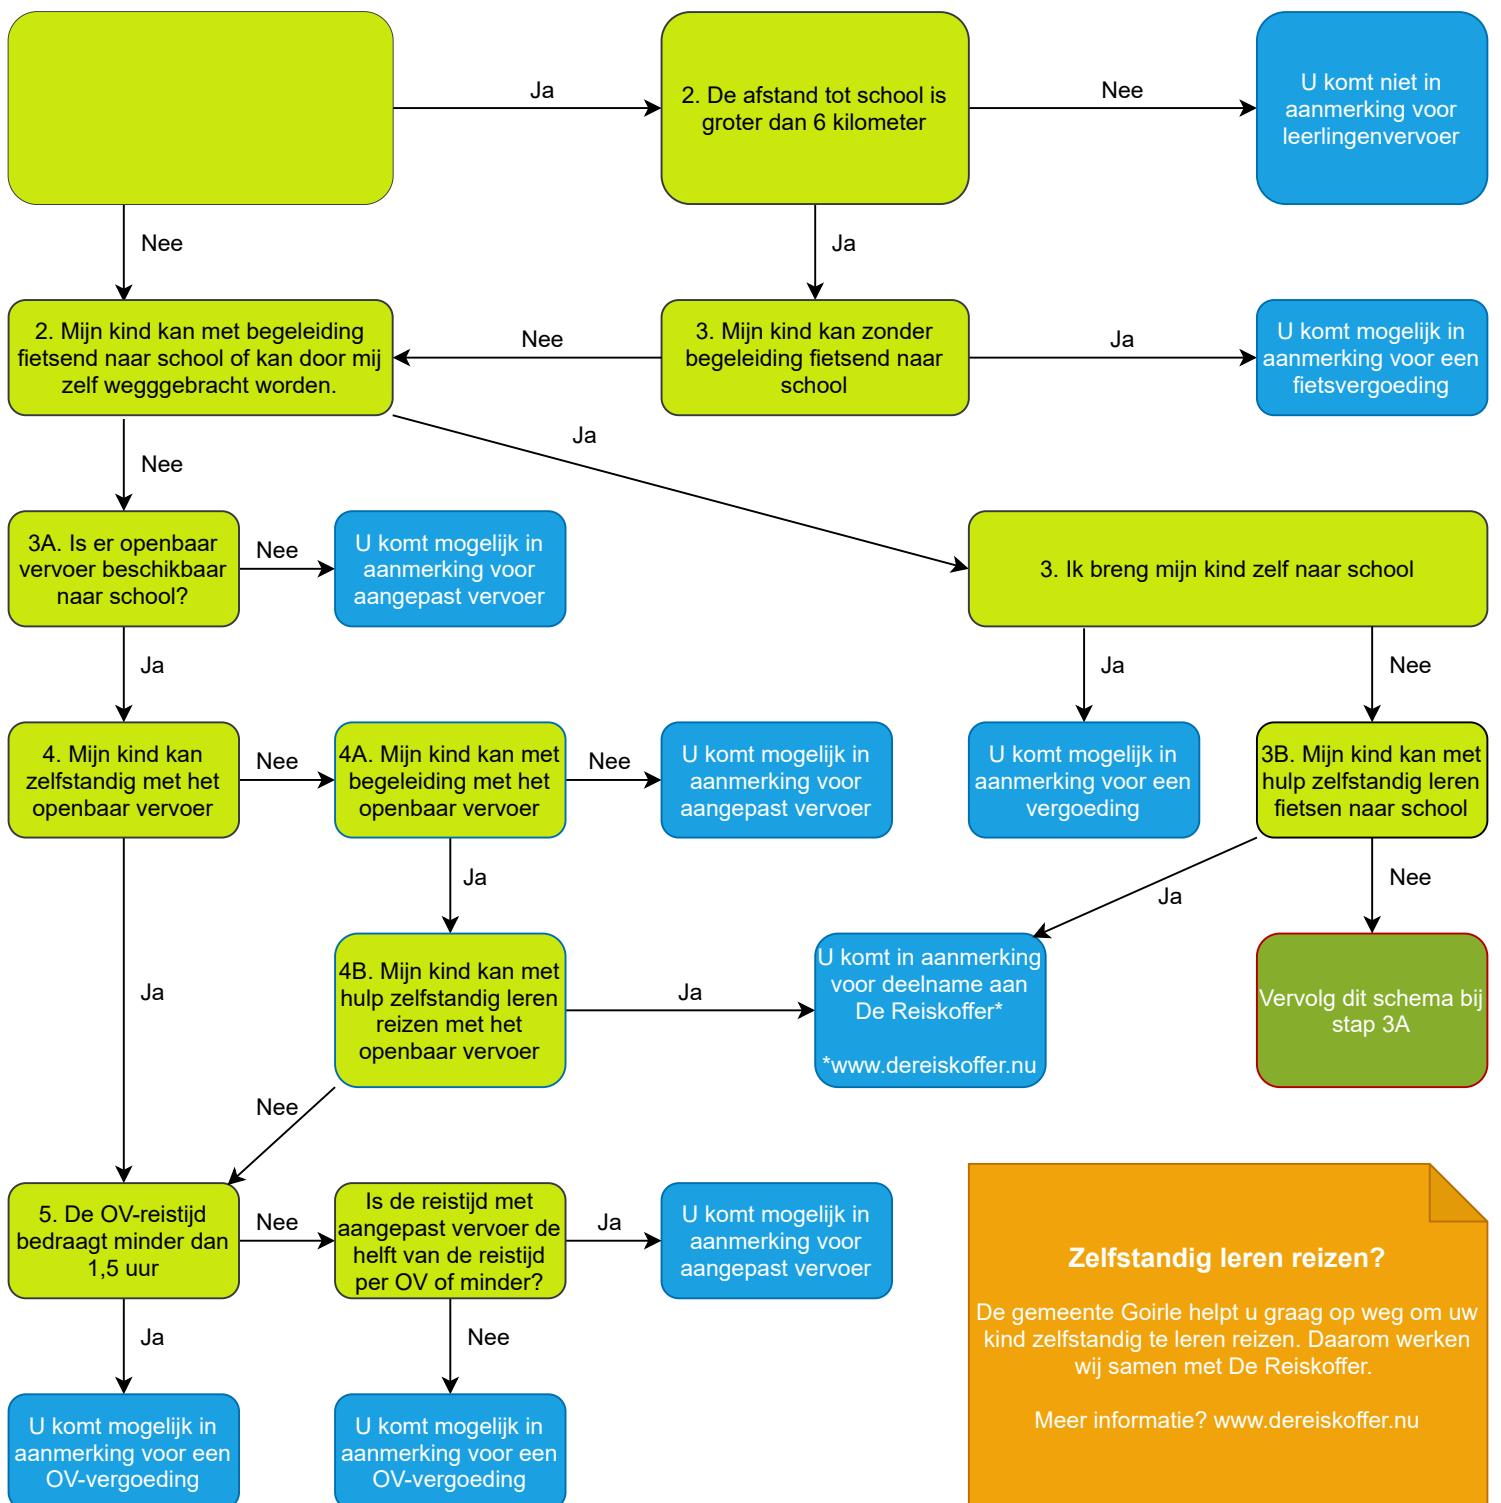 Ja
2. De afstand tot school is
groter dan 6 kilometer
Nee
U komt niet in
aanmerking voor
leerlingenvervoer
Nee
Ja
2. Mijn kind kan met begeleiding
fietsend naar school of kan door mij
zelf wegggebracht worden.
Nee
3. Mijn kind kan zonder
begeleiding fietsend naar
school
Ja
U komt mogelijk in
aanmerking voor een
fietsvergoeding
Ja
Nee
3A. Is er openbaar
vervoer beschikbaar
naar school?
Nee
U komt mogelijk in
aanmerking voor
aangepast vervoer
3. Ik breng mijn kind zelf naar school
Ja
Ja
Nee
4. Mijn kind kan
zelfstandig met het
openbaar vervoer
Nee
4A. Mijn kind kan met
begeleiding met het
openbaar vervoer
Nee
U komt mogelijk in
aanmerking voor
aangepast vervoer
U komt mogelijk in
aanmerking voor een
vergoeding
3B. Mijn kind kan met
hulp zelfstandig leren
fietsen naar school
Ja
Ja
Nee
Ja
4B. Mijn kind kan met
hulp zelfstandig leren
reizen met het
openbaar vervoer
Ja
U komt in aanmerking
voor deelname aan
De Reiskoffer*
*www.dereiskoffer.nu
Vervolg dit schema bij
stap 3A
Nee
5. De OV-reistijd
bedraagt minder dan
1,5 uur
Nee
Is de reistijd met
aangepast vervoer de
helft van de reistijd
per OV of minder?
Ja
U komt mogelijk in
aanmerking voor
aangepast vervoer
Zelfstandig leren reizen?
De gemeente Goirle helpt u graag op weg om uw
kind zelfstandig te leren reizen. Daarom werken
wij samen met De Reiskoffer.
Meer informatie? www.dereiskoffer.nu
Ja
Nee
U komt mogelijk in
aanmerking voor een
OV-vergoeding
U komt mogelijk in
aanmerking voor een
OV-vergoeding